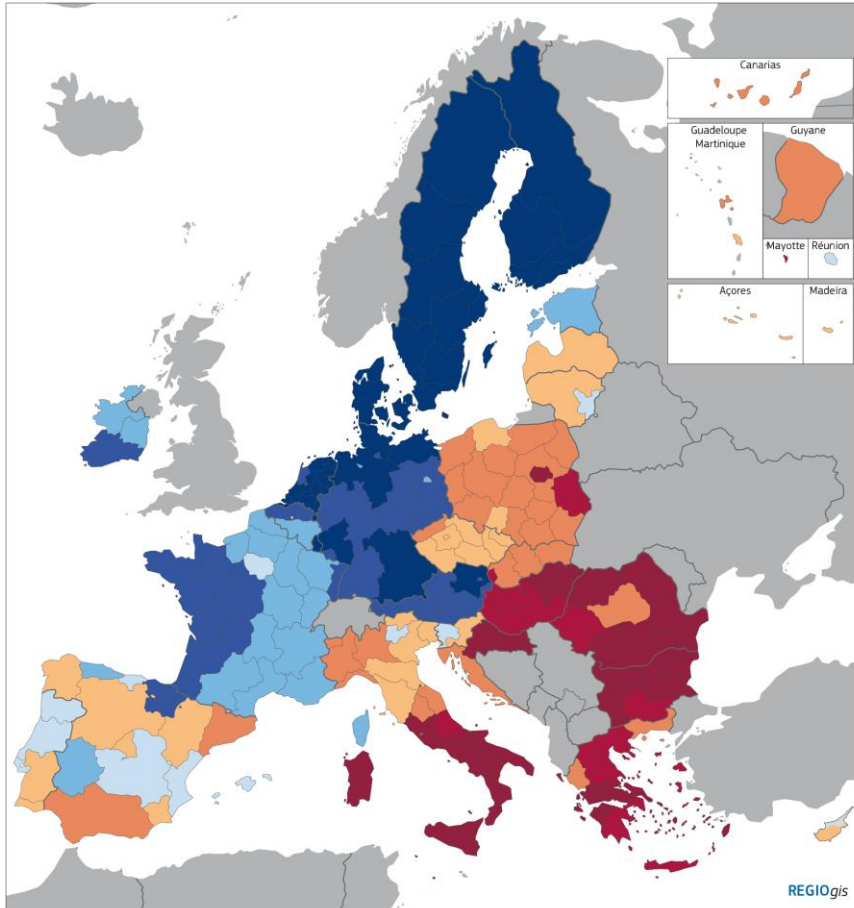 Canarias
Guadeloupe
Martinique
Guyane
Mayotte
Réunion
Açores
Madeira
REGIOgis